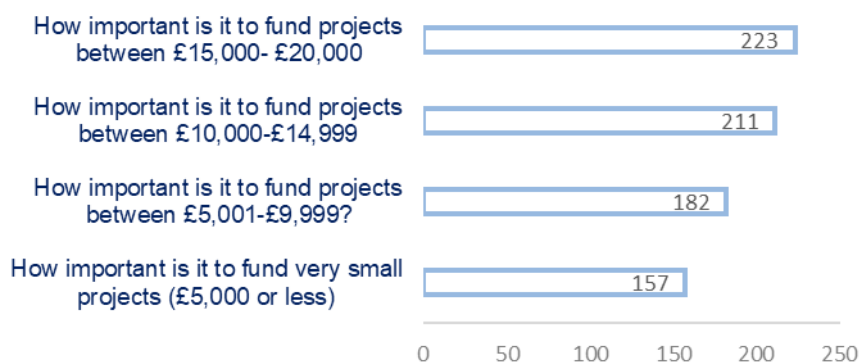 How important is it to fund projects
between £15,000- £20,000
223
How important is it to fund projects
between £10,000-£14,999
211
How important is it to fund projects
between £5,001-£9,999?
182
How important is it to fund very small
projects (£5,000 or less)
157
0 50 100 150 200 250